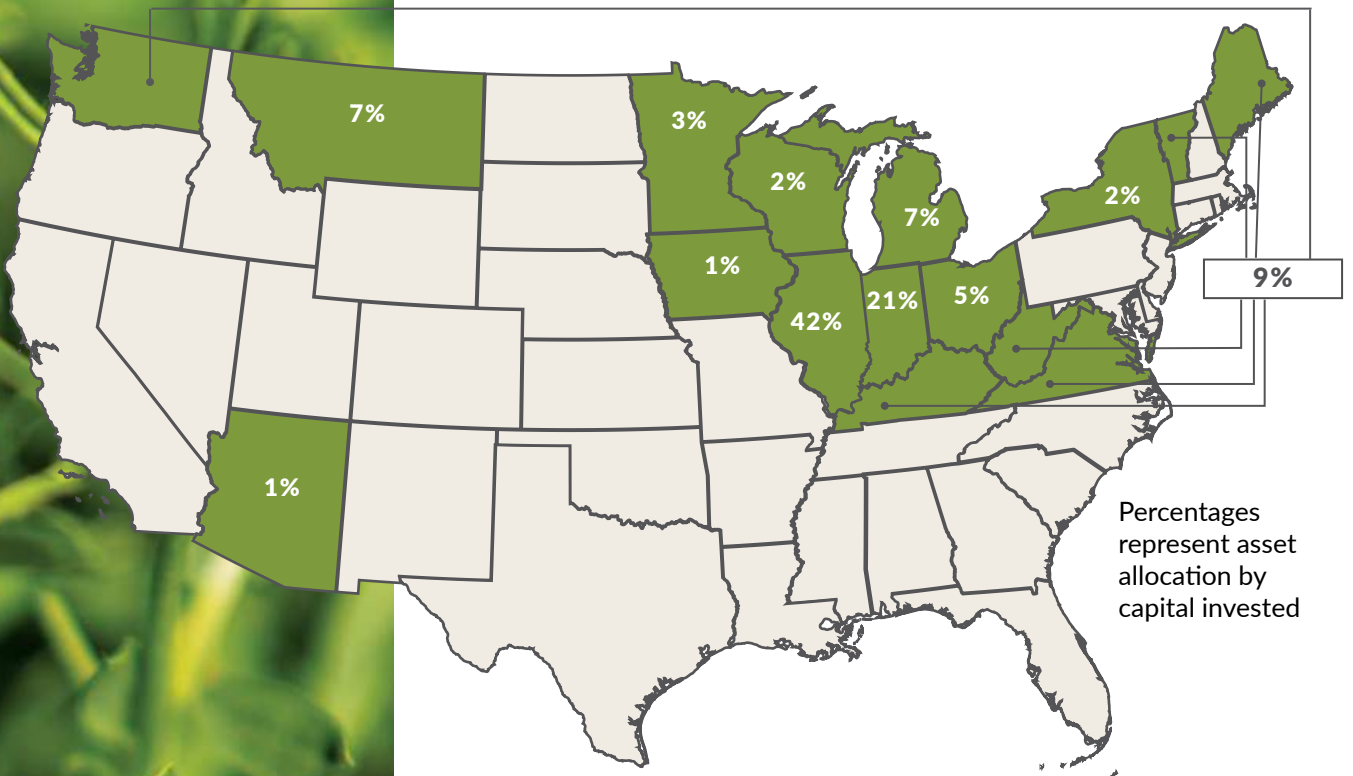 7%
3%
2%
7%
2%
1%
42%
21%
5%
9%
1%
Percentages
represent asset
allocation by
capital invested